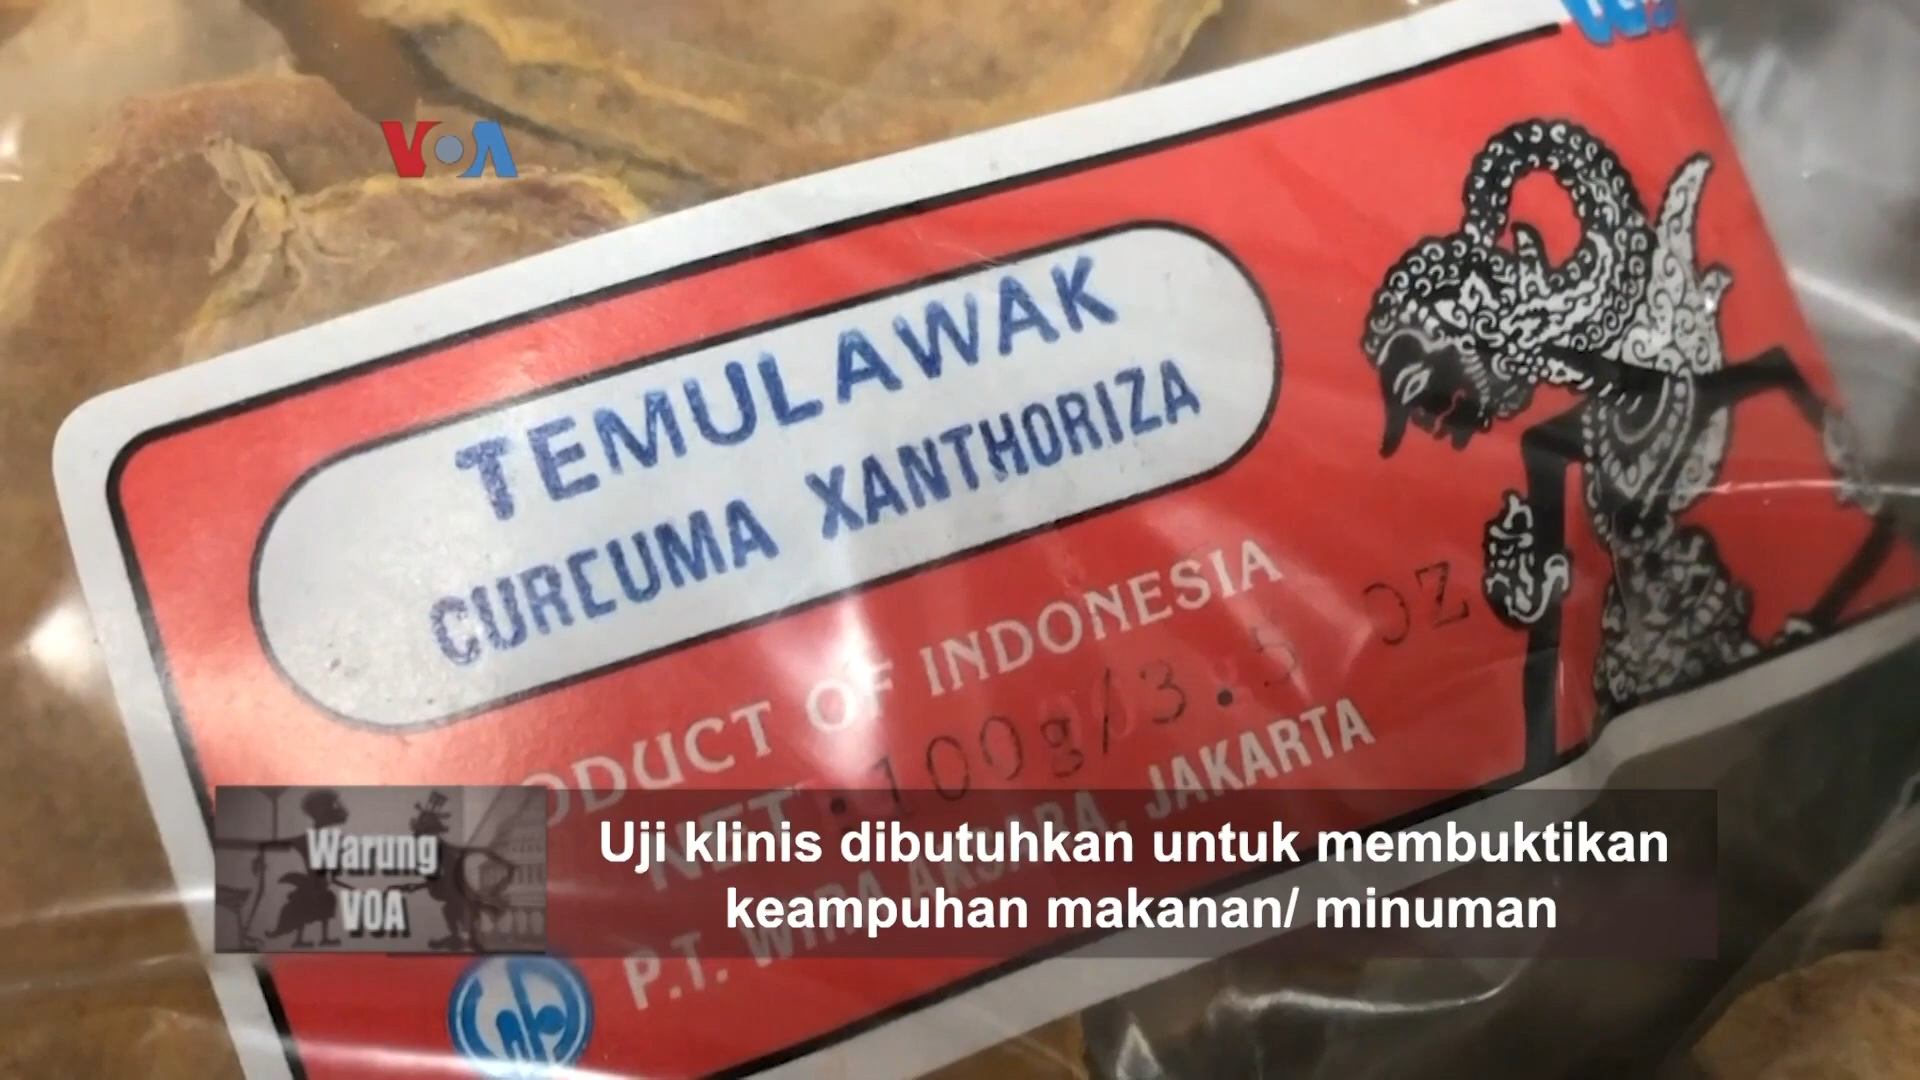 VOA
TEMULAWAK
CURCUMA XANTHORIZA
PRODUCT OF INDONESIA
NET: 100g/3.5 OZ
P.T. WIRA AKSARA, JAKARTA
Warung
VOA
Uji klinis dibutuhkan untuk membuktikan
keampuhan makanan/ minuman